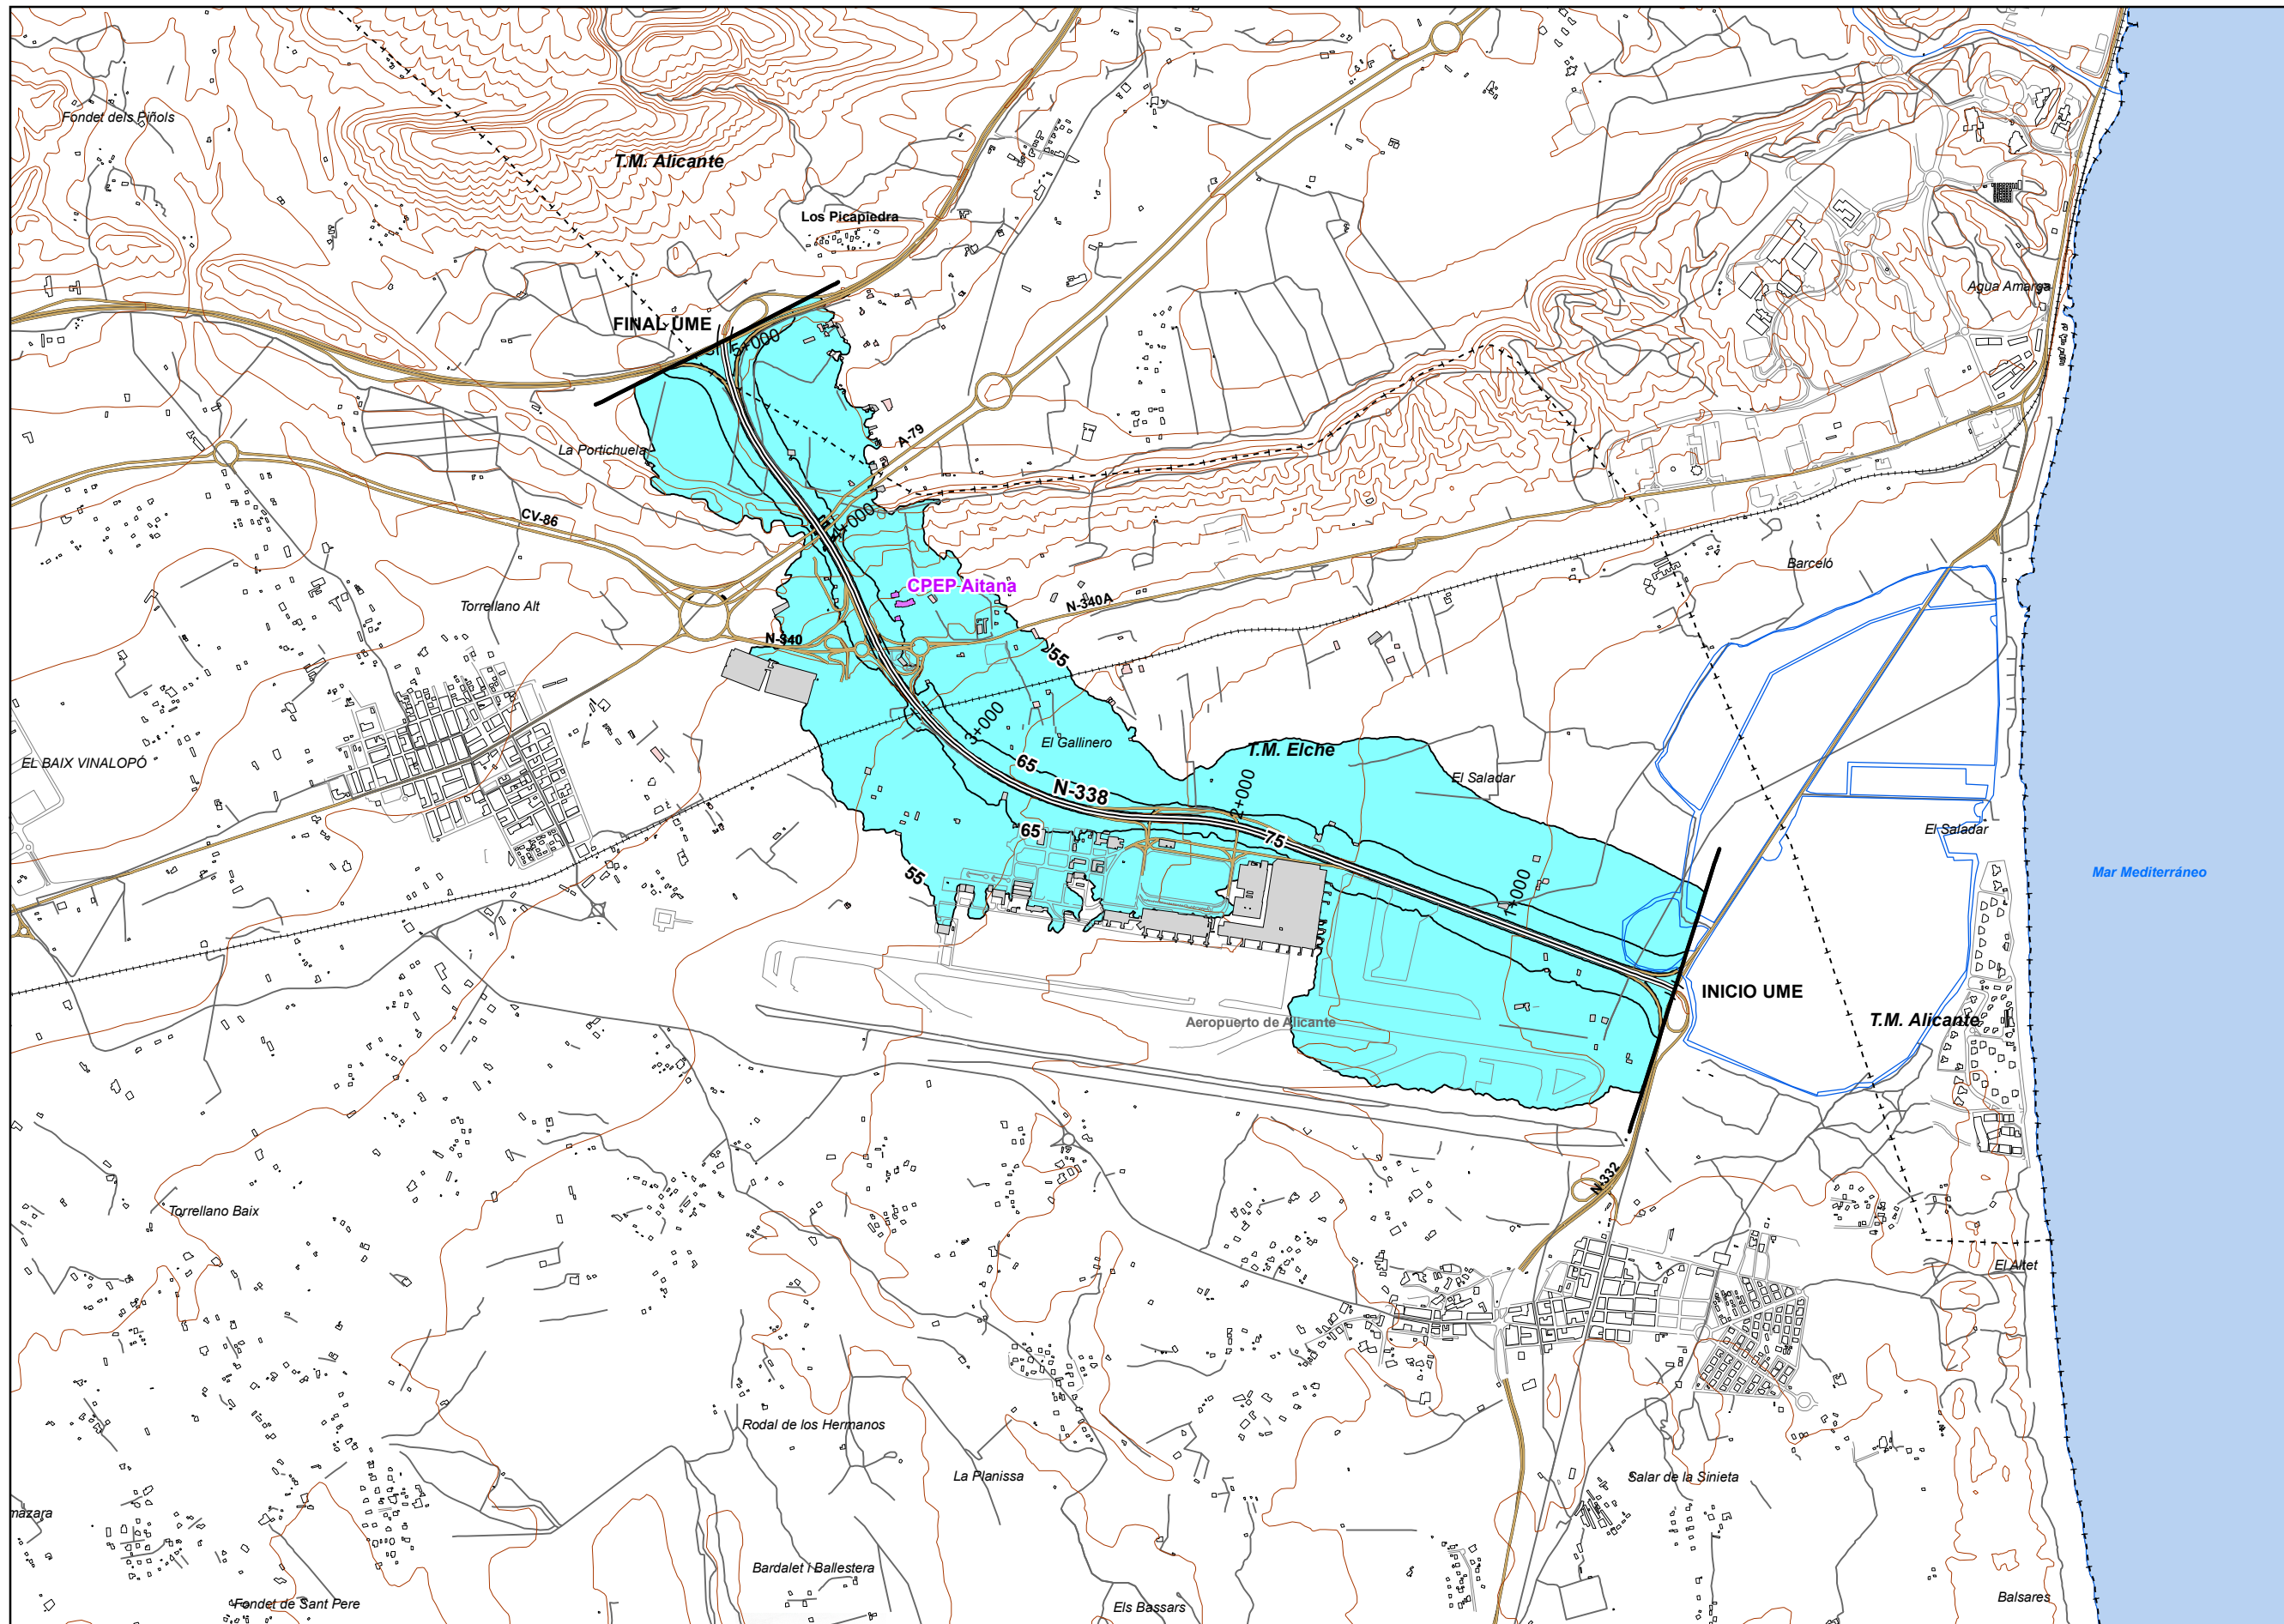 Fondet dels Piñols
T.M. Alicante
Los Picapiedra
Agua Amarga
FINAL UME
5+000
A-79
La Portichuela
CV-86
4+000
Barceló
CPEP Aitana
N-340A
Torrellano Alt
N-340
55
3+000
El Gallinero
T.M. Elche
EL BAIX VINALOPÓ
65
El Saladar
N-338
2+000
65
75
El Saladar
55
Mar Mediterráneo
1+000
INICIO UME
Aeropuerto de Alicante
T.M. Alicante
N-332
Torrellano Baix
El Altet
Rodal de los Hermanos
La Planissa
Salar de la Sinieta
mazara
Bardalet i Ballestera
Fondet de Sant Pere
Els Bassars
Balsares